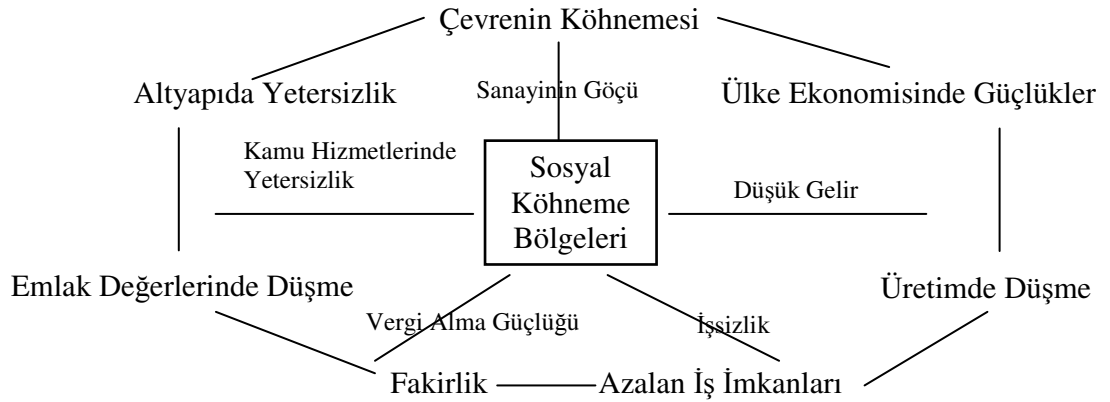 Çevrenin Köhnemesi
Altyapıda Yetersizlik
Sanayinin Göçü
Ülke Ekonomisinde Güçlükler
Kamu Hizmetlerinde
Yetersizlik
Sosyal
Köhneme
Bölgeleri
Düşük Gelir
Emlak Değerlerinde Düşme
Üretimde Düşme
Vergi Alma Güçlüğü
İşsizlik
Fakirlik
Azalan İş İmkanları